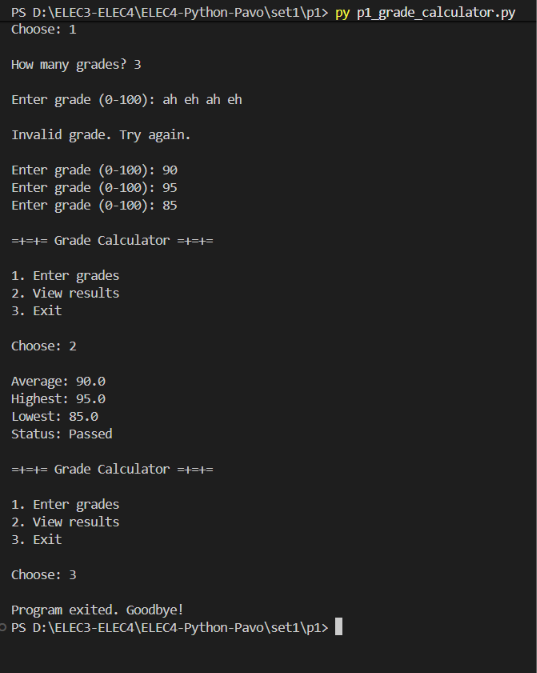 PS D:\ELEC3-ELEC4\ELEC4-Python-Pavo\set1\p1> py p1_grade_calculator.py
Choose: 1
How many grades? 3
Enter grade (0-100): ah eh ah eh
Invalid grade. Try again.
Enter grade (0-100): 90
Enter grade (0-100): 95
Enter grade (0-100): 85
=+=+= Grade Calculator =+=+=
1. Enter grades
2. View results
3. Exit
Choose: 2
Average: 90.0
Highest: 95.0
Lowest: 85.0
Status: Passed
=+=+= Grade Calculator =+=+=
1. Enter grades
2. View results
3. Exit
Choose: 3
Program exited. Goodbye!
PS D:\ELEC3-ELEC4\ELEC4-Python-Pavo\set1\p1>